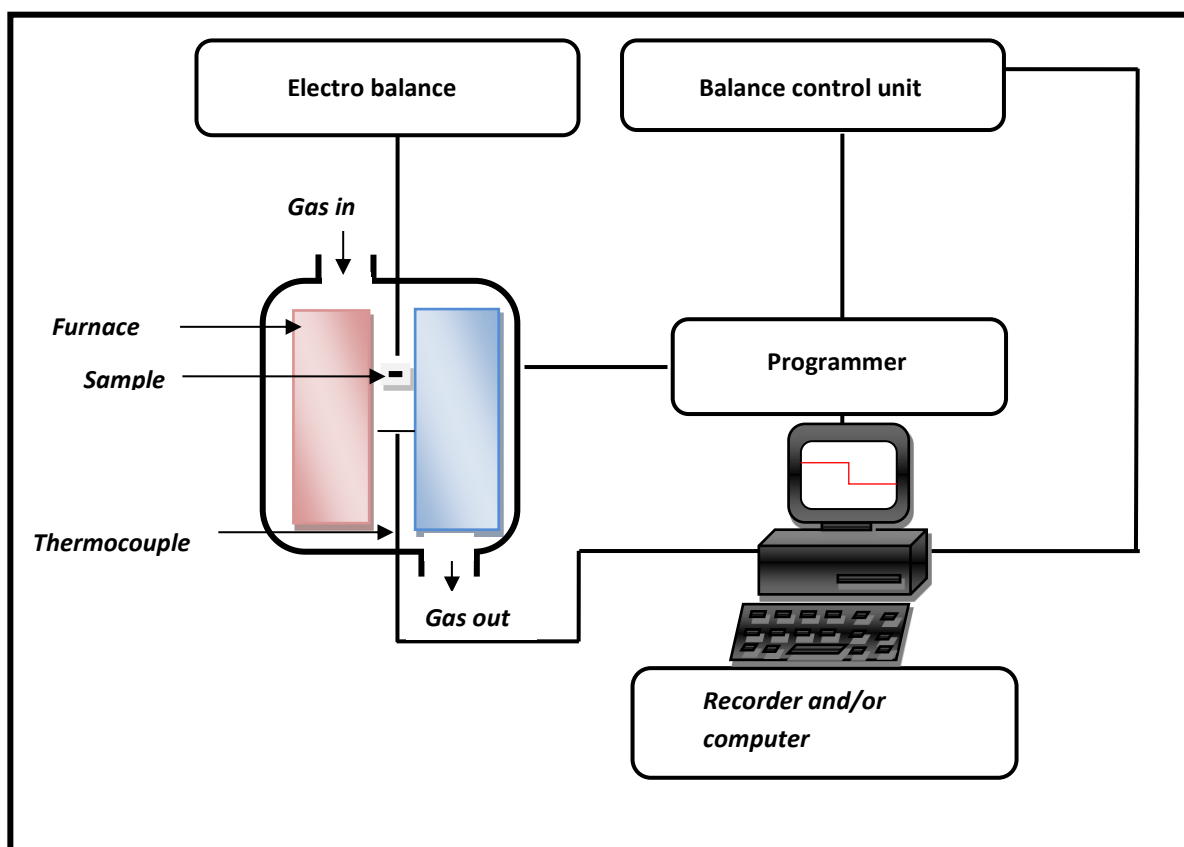 Electro balance
Balance control unit
Gas in
Furnace
Sample
Programmer
Thermocouple
Gas out
Recorder and/or
computer